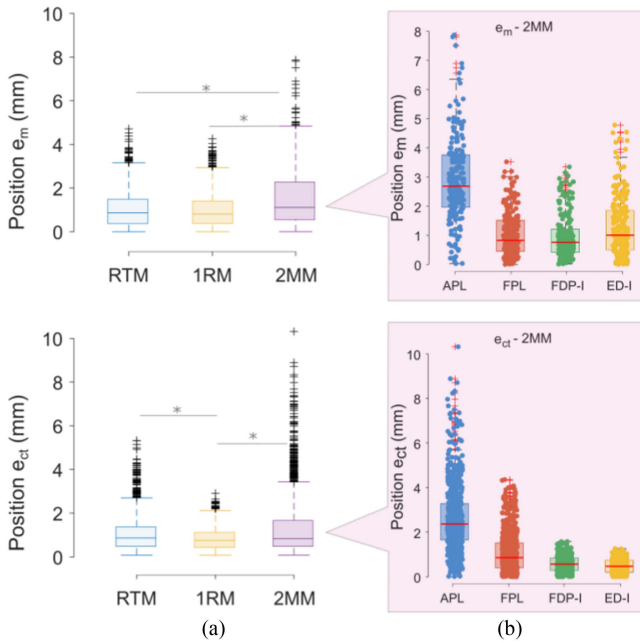 Position e_m (mm)
10
8
6
4
2
0
*
*
RTM 1RM 2MM
e_m - 2MM
Position e_m (mm)
8
7
6
5
4
3
2
1
0
APL FPL FDP-I ED-I
Position e_ct (mm)
10
8
6
4
2
0
*
*
RTM 1RM 2MM
e_ct - 2MM
Position e_ct (mm)
10
8
6
4
2
0
APL FPL FDP-I ED-I
(a) (b)